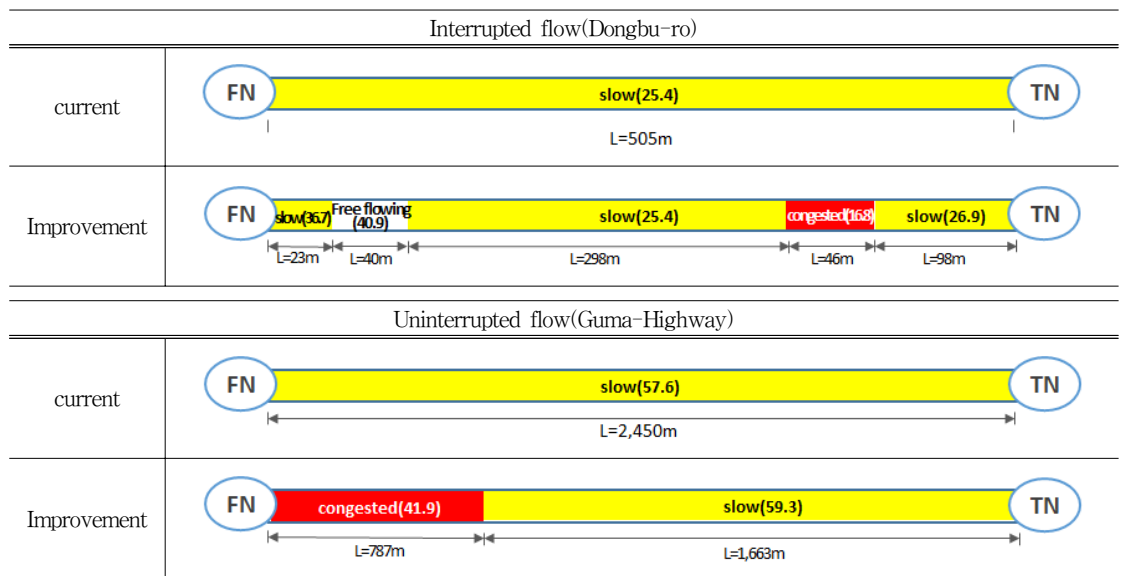 Interrupted flow(Dongbu-ro)
current
FN
slow(25.4)
TN
L=505m
Improvement
FN
slow(36.7)
Free flowing
(40.9)
slow(25.4)
congested(16.8)
slow(26.9)
TN
L=23m
L=40m
L=298m
L=46m
L=98m
Uninterrupted flow(Guma-Highway)
current
FN
slow(57.6)
TN
L=2,450m
Improvement
FN
congested(41.9)
slow(59.3)
TN
L=787m
L=1,663m